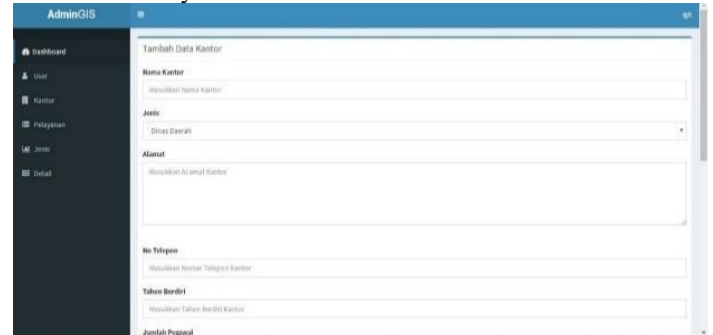 AdminGIS
Dashboard
User
Kantor
Pelayanan
Jenis
Detail
Tambah Data Kantor
Nama Kantor
Masukkan Nama Kantor
Jenis
Dinas Daerah
Alamat
Masukkan Alamat Kantor
No Telepon
Masukkan Nomor Telepon Kantor
Tahun Berdiri
Masukkan Tahun Berdiri Kantor
Jumlah Pegawai